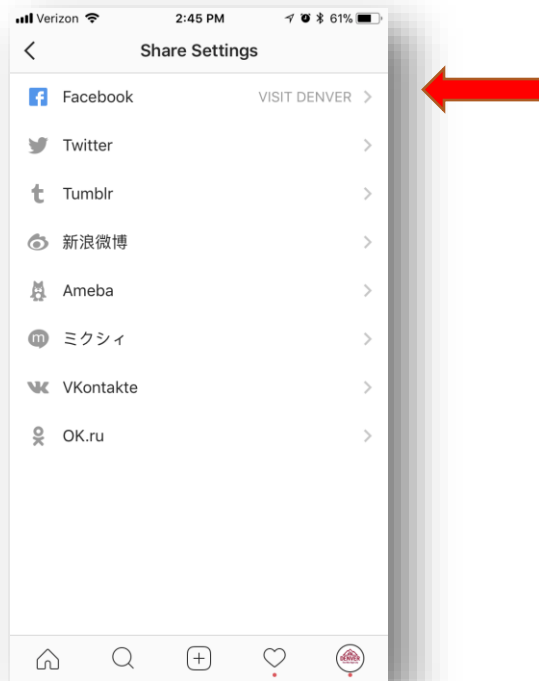 Verizon 2:45 PM 61%
Share Settings
Facebook VISIT DENVER
Twitter
Tumblr
新浪微博
Ameba
ミクシィ
VKontakte
OK.ru
DENVER